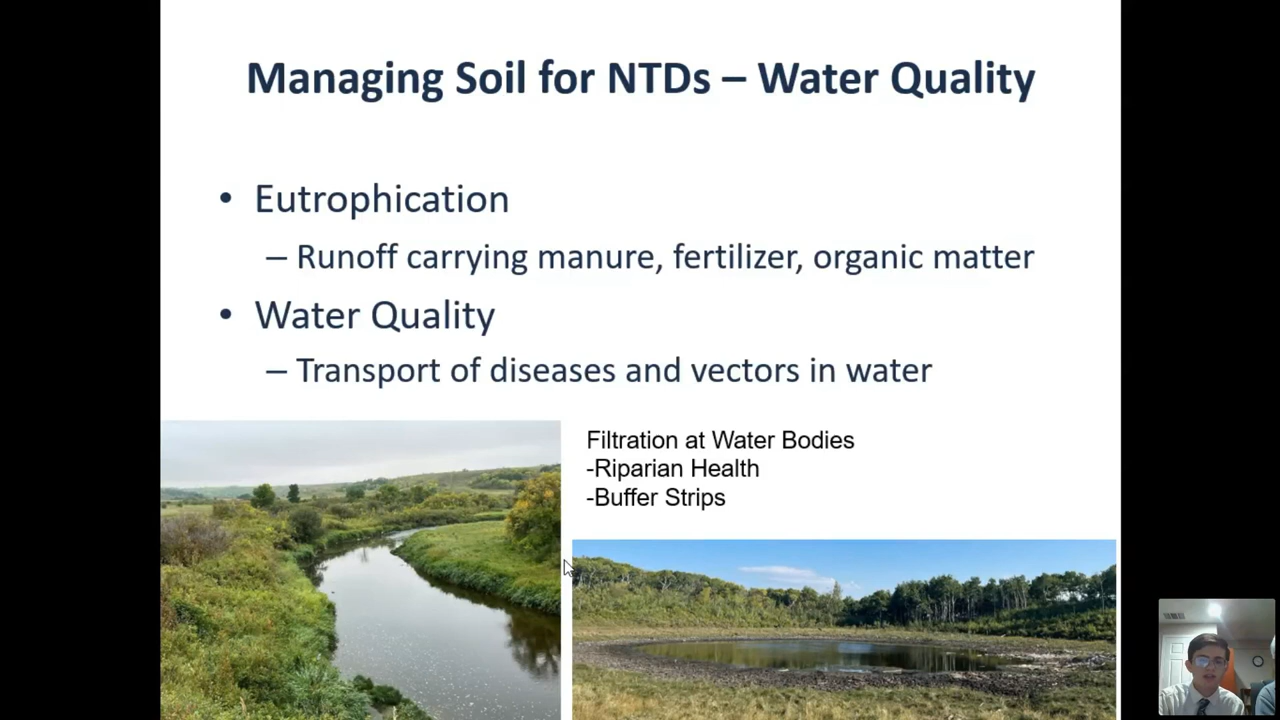 Managing Soil for NTDs – Water Quality
• Eutrophication
– Runoff carrying manure, fertilizer, organic matter
• Water Quality
– Transport of diseases and vectors in water
Filtration at Water Bodies
-Riparian Health
-Buffer Strips